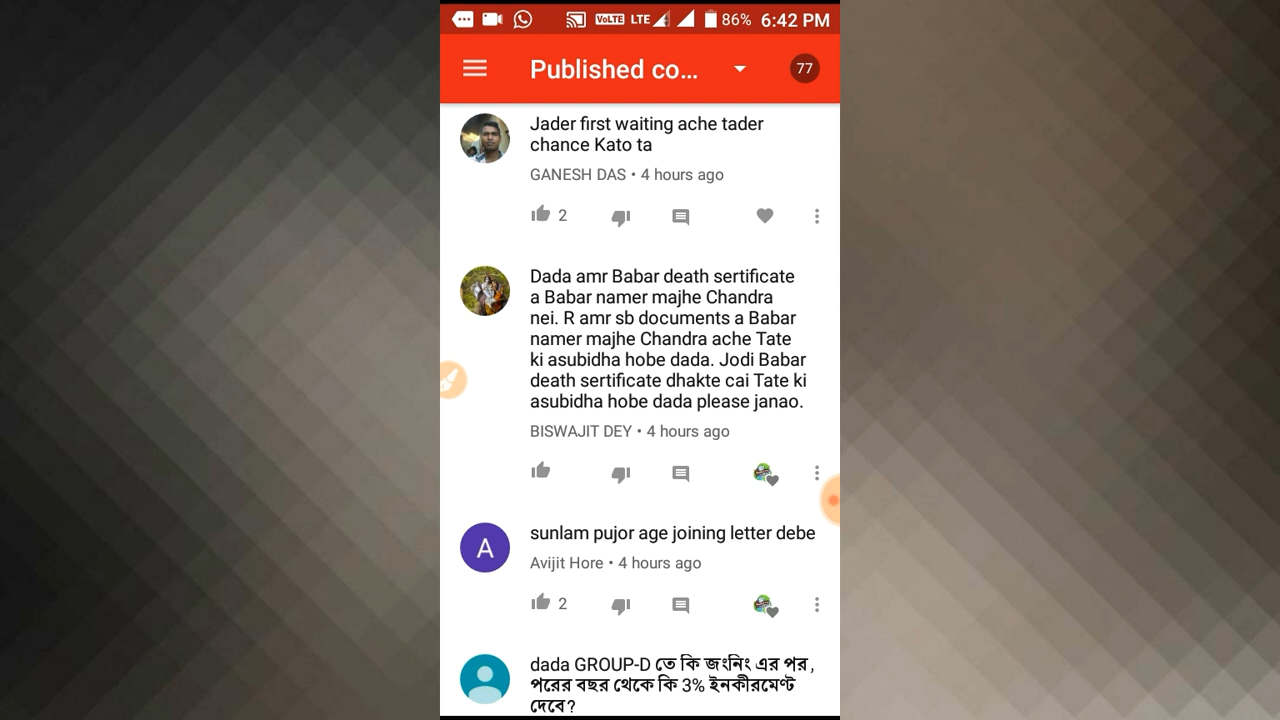 VoLTE LTE 86% 6:42 PM
Published co... 77
Jader first waiting ache tader
chance Kato ta
GANESH DAS • 4 hours ago
2
Dada amr Babar death sertificate
a Babar namer majhe Chandra
nei. R amr sb documents a Babar
namer majhe Chandra ache Tate
ki asubidha hobe dada. Jodi Babar
death sertificate dhakte cai Tate ki
asubidha hobe dada please janao.
BISWAJIT DEY • 4 hours ago
A
sunlam pujor age joining letter debe
Avijit Hore • 4 hours ago
2
dada GROUP-D তে কি জংনিং এর পর,
পরের বছর থেকে কি 3% ইনকীরমেণ্ট
দেবে?